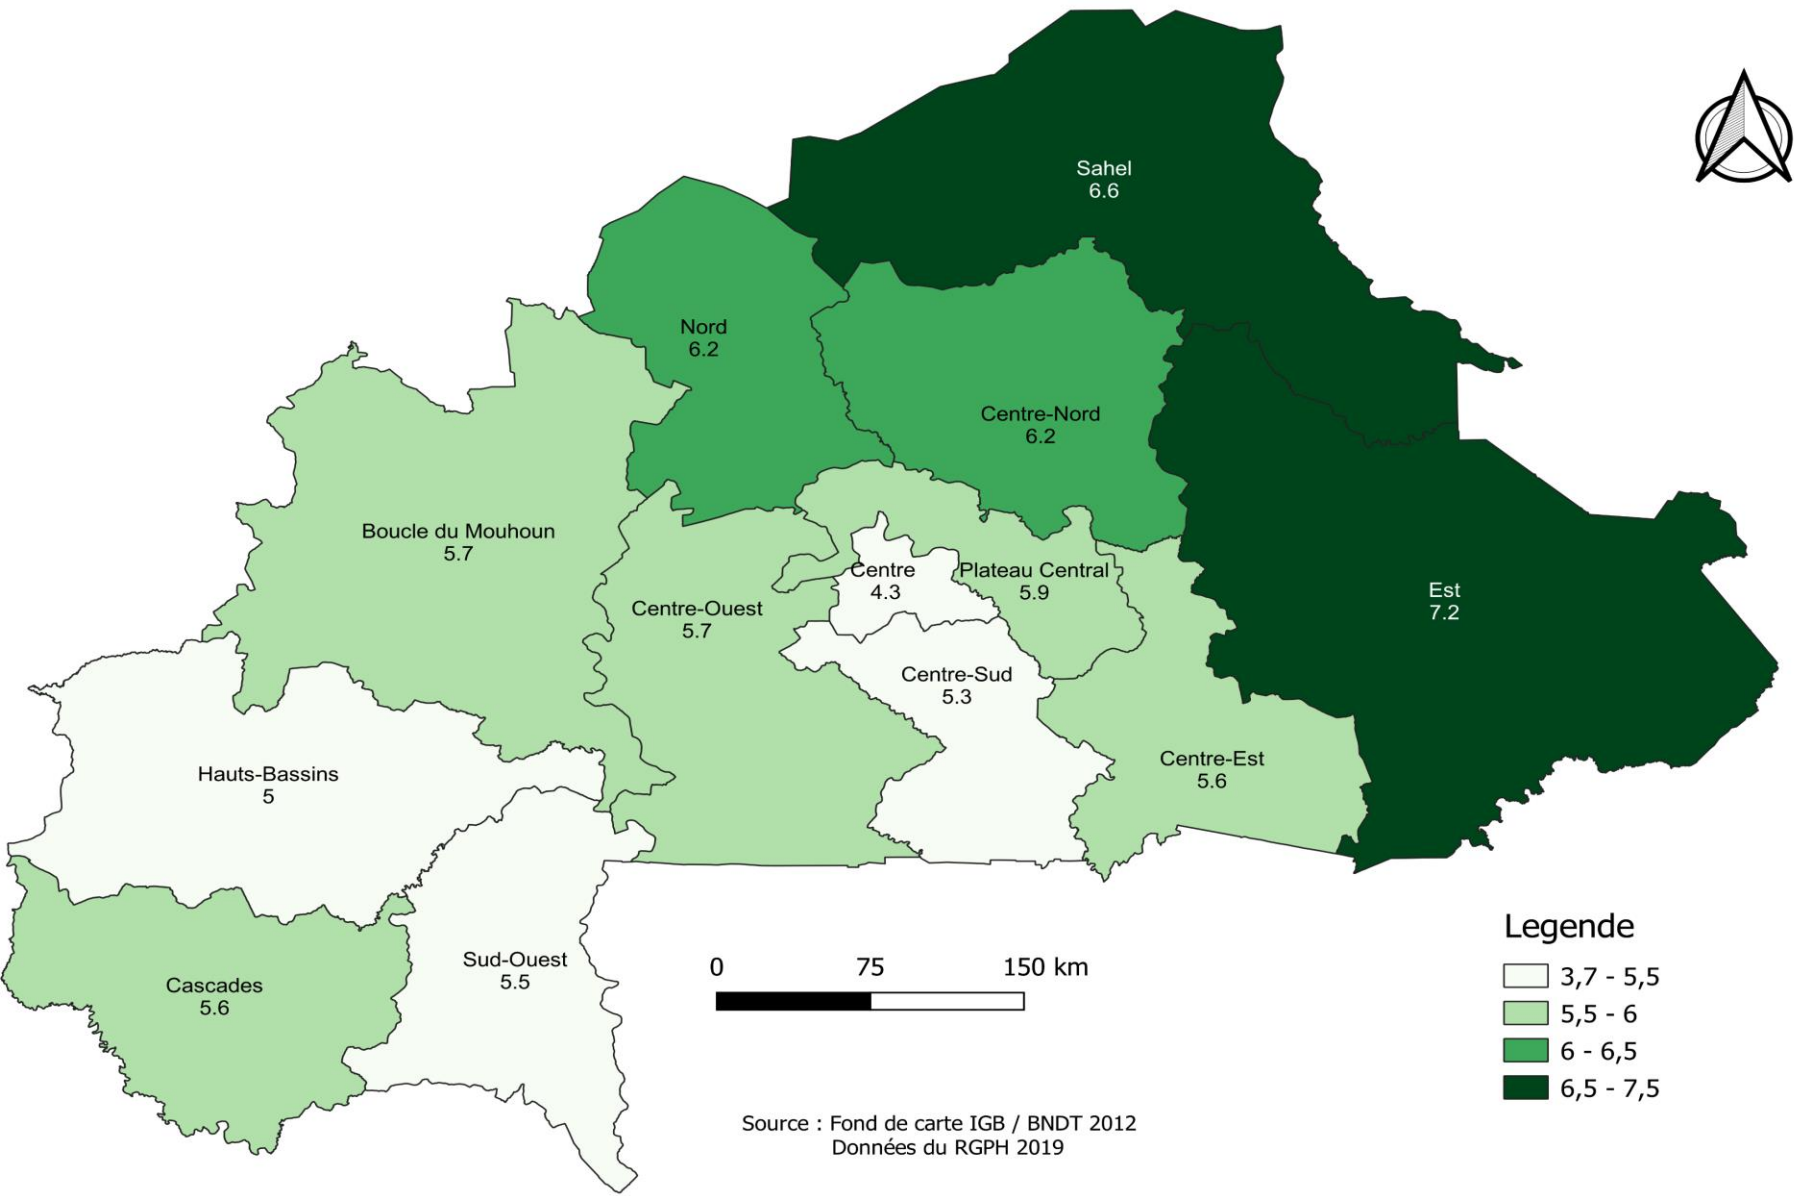 Sahel
6.6
Nord
6.2
Centre-Nord
6.2
Boucle du Mouhoun
5.7
Centre
4.3
Plateau Central
5.9
Est
7.2
Centre-Ouest
5.7
Centre-Sud
5.3
Centre-Est
5.6
Hauts-Bassins
5
Sud-Ouest
5.5
Cascades
5.6
0 75 150 km
Legende
3,7 - 5,5
5,5 - 6
6 - 6,5
6,5 - 7,5
Source : Fond de carte IGB / BNDT 2012
Données du RGPH 2019